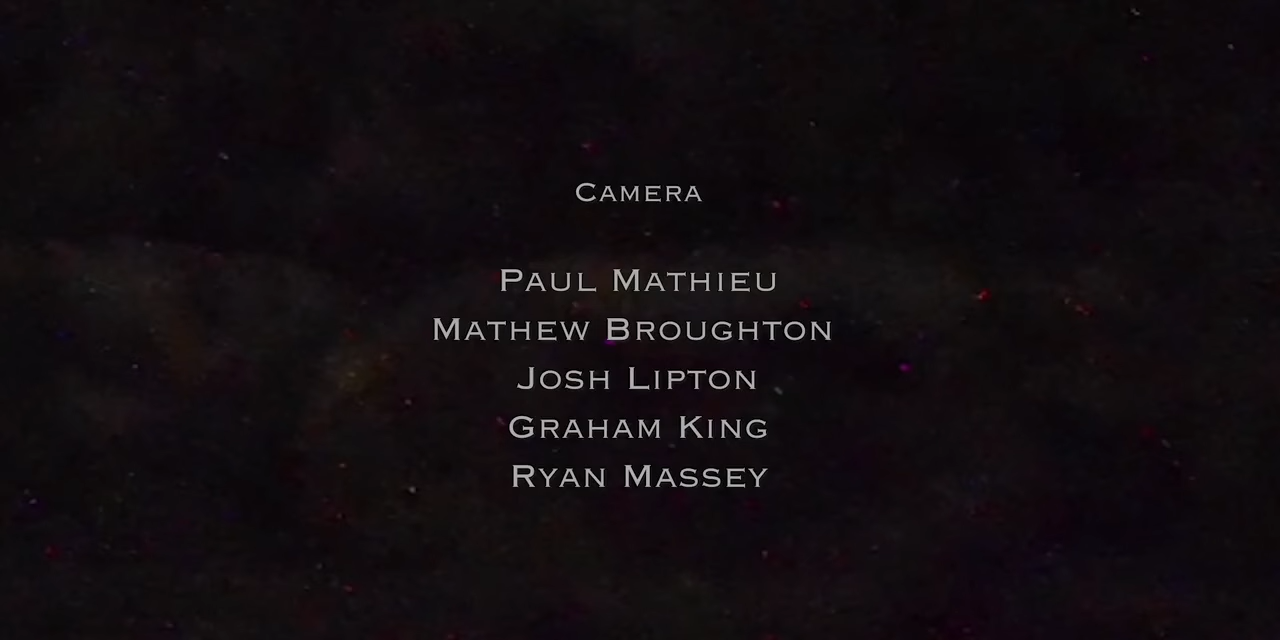 Camera
Paul Mathieu
Mathew Broughton
Josh Lipton
Graham King
Ryan Massey